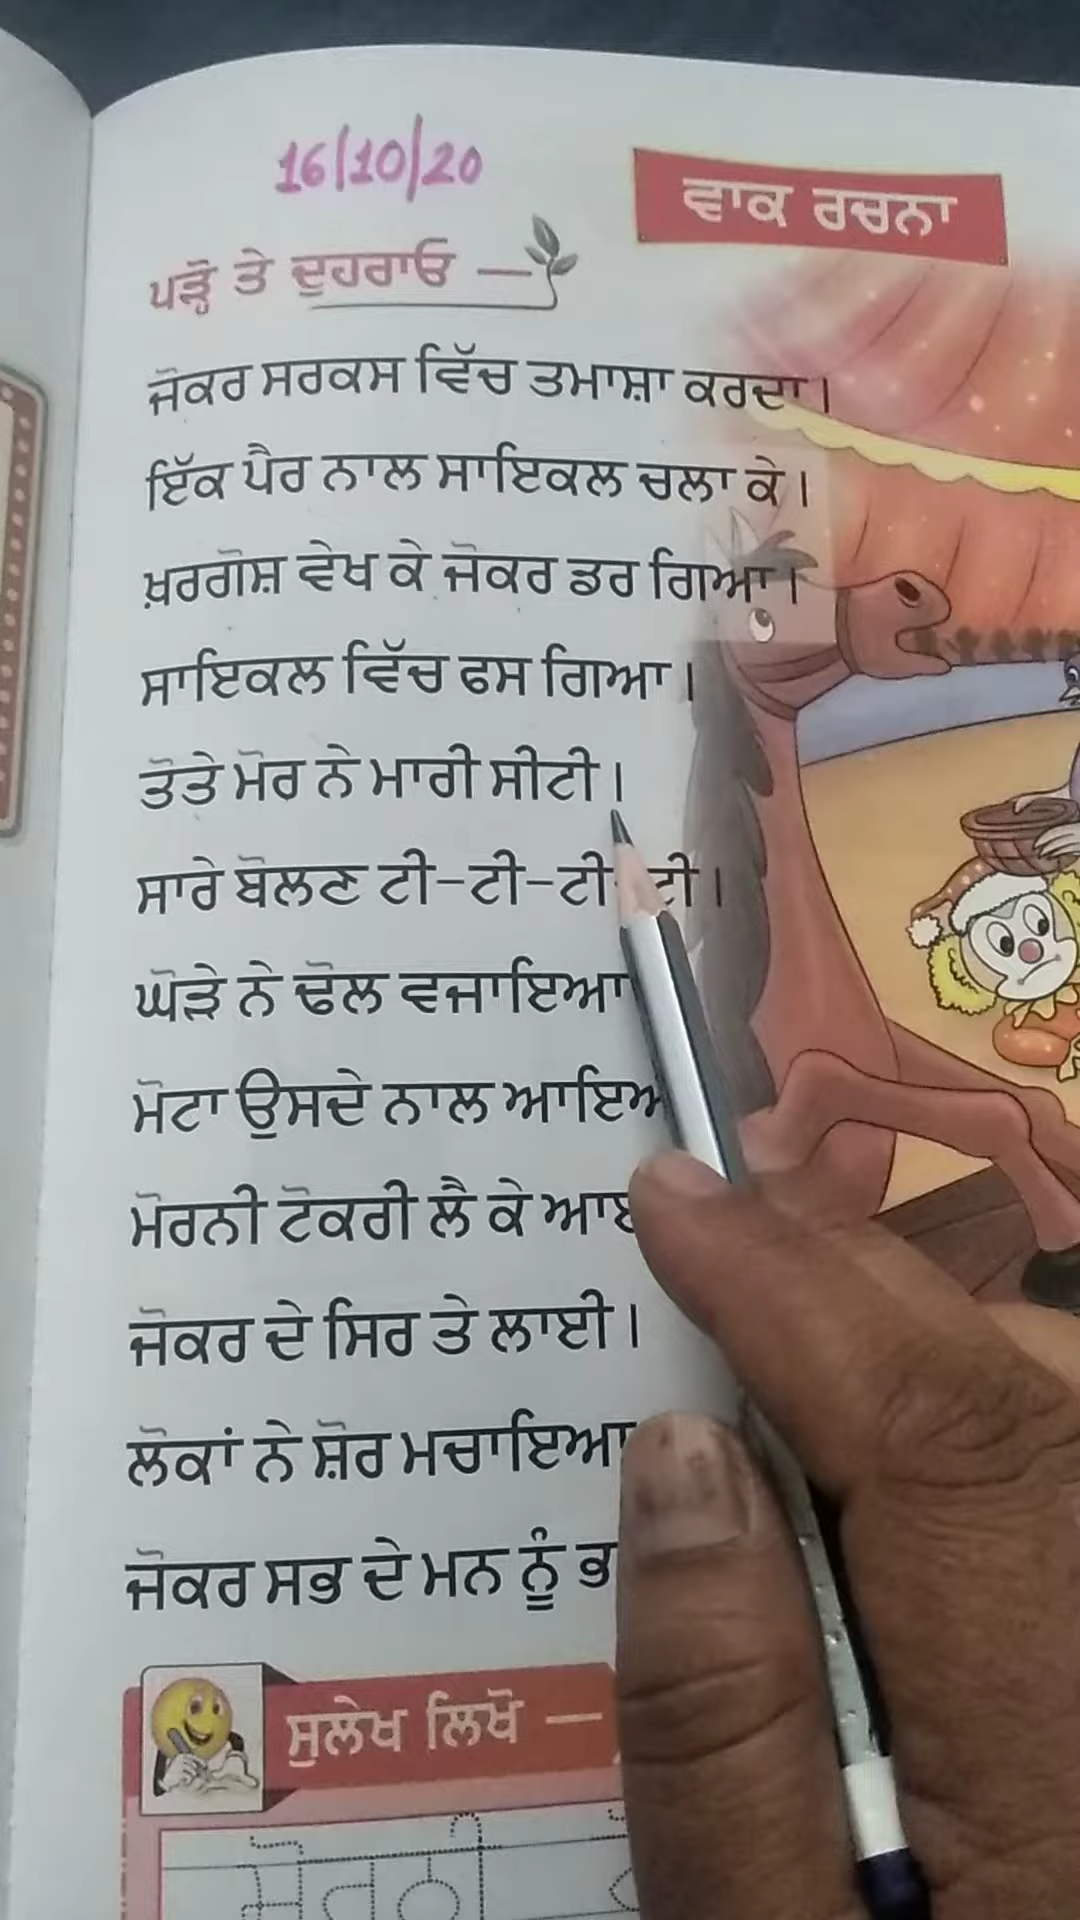 16/10/20
ਵਾਕ ਰਚਨਾ
ਪੜ੍ਹੋ ਤੇ ਦੁਹਰਾਓ —
ਜੋਕਰ ਸਰਕਸ ਵਿੱਚ ਤਮਾਸ਼ਾ ਕਰਦਾ।
ਇੱਕ ਪੈਰ ਨਾਲ ਸਾਇਕਲ ਚਲਾ ਕੇ।
ਖ਼ਰਗੋਸ਼ ਵੇਖ ਕੇ ਜੋਕਰ ਡਰ ਗਿਆ।
ਸਾਇਕਲ ਵਿੱਚ ਫਸ ਗਿਆ।
ਤੋਤੇ ਮੋਰ ਨੇ ਮਾਰੀ ਸੀਟੀ।
ਸਾਰੇ ਬੋਲਣ ਟੀ-ਟੀ-ਟੀ-ਟੀ।
ਘੋੜੇ ਨੇ ਢੋਲ ਵਜਾਇਆ
ਮੋਟਾ ਉਸਦੇ ਨਾਲ
ਮੋਰਨੀ ਟੋਕਰੀ ਲੈ ਕੇ
ਜੋਕਰ ਦੇ ਸਿਰ ਤੇ ਲਾਈ।
ਲੋਕਾਂ ਨੇ ਸ਼ੋਰ ਮਚਾਇਆ
ਜੋਕਰ ਸਭ ਦੇ ਮਨ ਨੂੰ
ਸੁਲੇਖ ਲਿਖੋ —